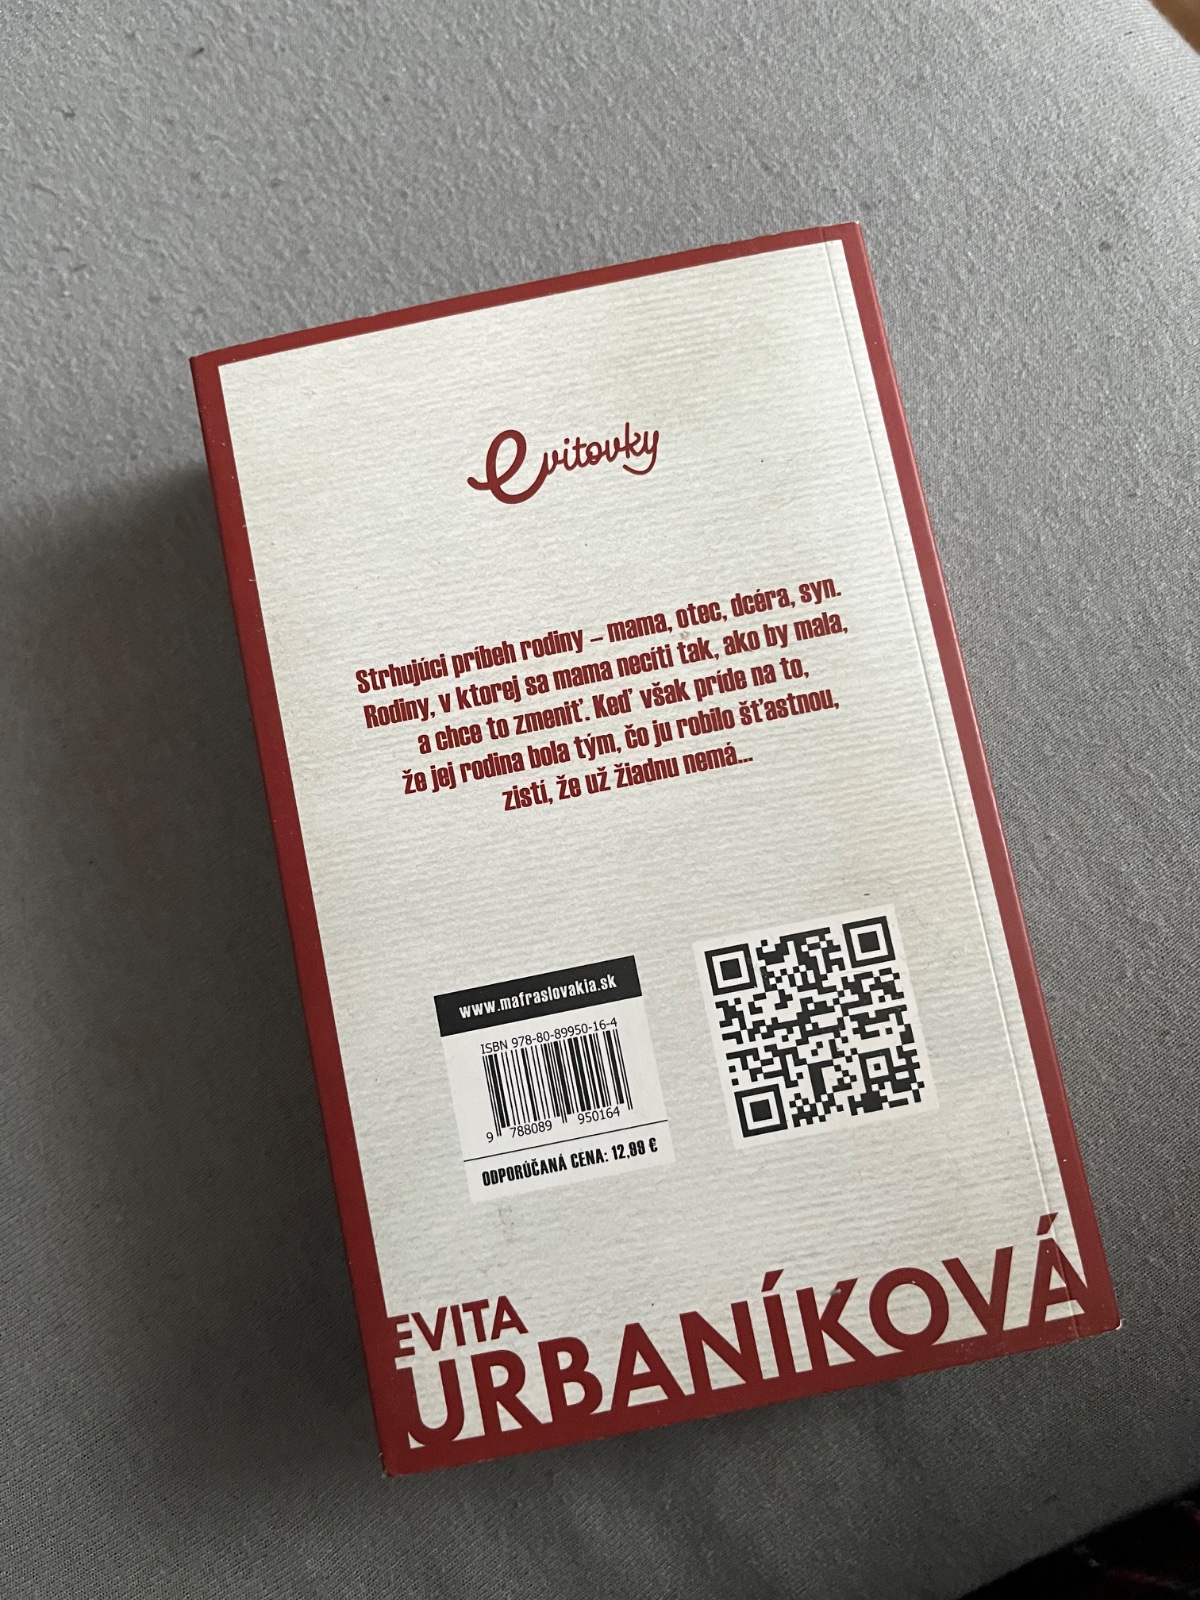 evitovky
Strhujúci príbeh rodiny – mama, otec, dcéra, syn.
Rodiny, v ktorej sa mama necíti tak, ako by mala,
a chce to zmeniť. Keď však príde na to,
že jej rodina bola tým, čo ju robilo šťastnou,
zistí, že už žiadnu nemá...
www.mafraslovakia.sk
ISBN 978-80-89950-16-4
9 788089 950164
ODPORÚČANÁ CENA: 12,99 €
EVITA
URBANÍKOVÁ